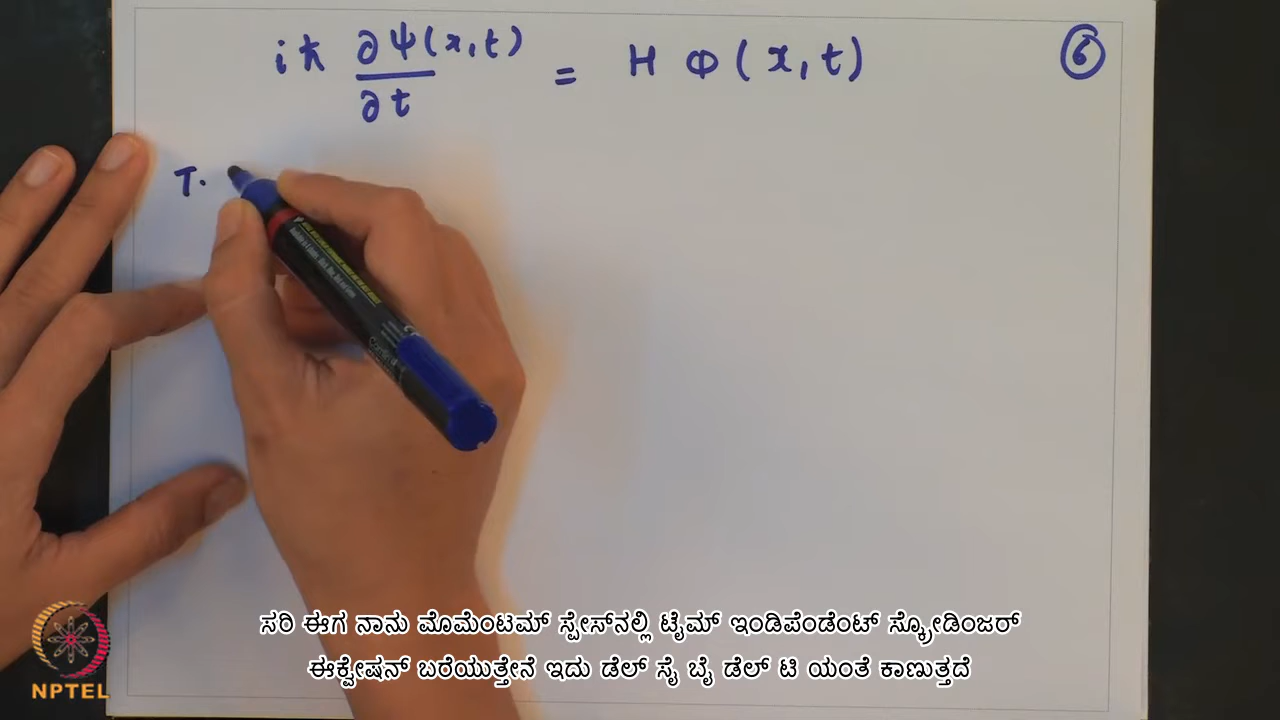 iħ ∂ψ(x,t) / ∂t = H Φ(x,t)
6
T.
ಸರಿ ಈಗ ನಾನು ಮೊಮೆಂಟಮ್ ಸ್ಪೇಸ್‌ನಲ್ಲಿ ಟೈಮ್ ಇಂಡಿಪೆಂಡೆಂಟ್ ಸ್ಕ್ರೋಡಿಂಜರ್
ಈಕ್ವೇಷನ್ ಬರೆಯುತ್ತೇನೆ ಇದು ಡೆಲ್ ಸೈ ಬೈ ಡೆಲ್ ಟಿ ಯಂತೆ ಕಾಣುತ್ತದೆ
NPTEL